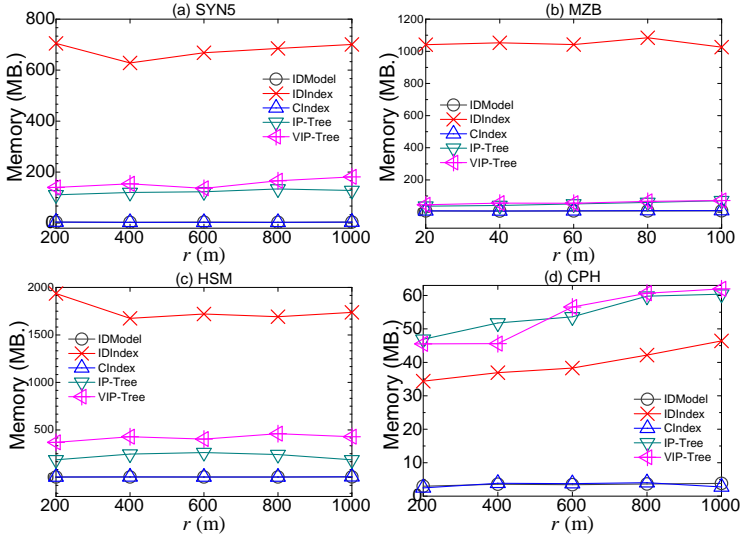 (a) SYN5
800
600
400
200
0
Memory (MB.)
IDModel
IDIndex
CIndex
IP-Tree
VIP-Tree
200 400 600 800 1000
r (m)
(b) MZB
1200
1000
800
600
400
200
0
Memory (MB.)
IDModel
IDIndex
CIndex
IP-Tree
VIP-Tree
20 40 60 80 100
r (m)
(c) HSM
2000
1500
1000
500
0
Memory (MB.)
IDModel
IDIndex
CIndex
IP-Tree
VIP-Tree
200 400 600 800 1000
r (m)
(d) CPH
60
50
40
30
20
10
0
Memory (MB.)
IDModel
IDIndex
CIndex
IP-Tree
VIP-Tree
200 400 600 800 1000
r (m)